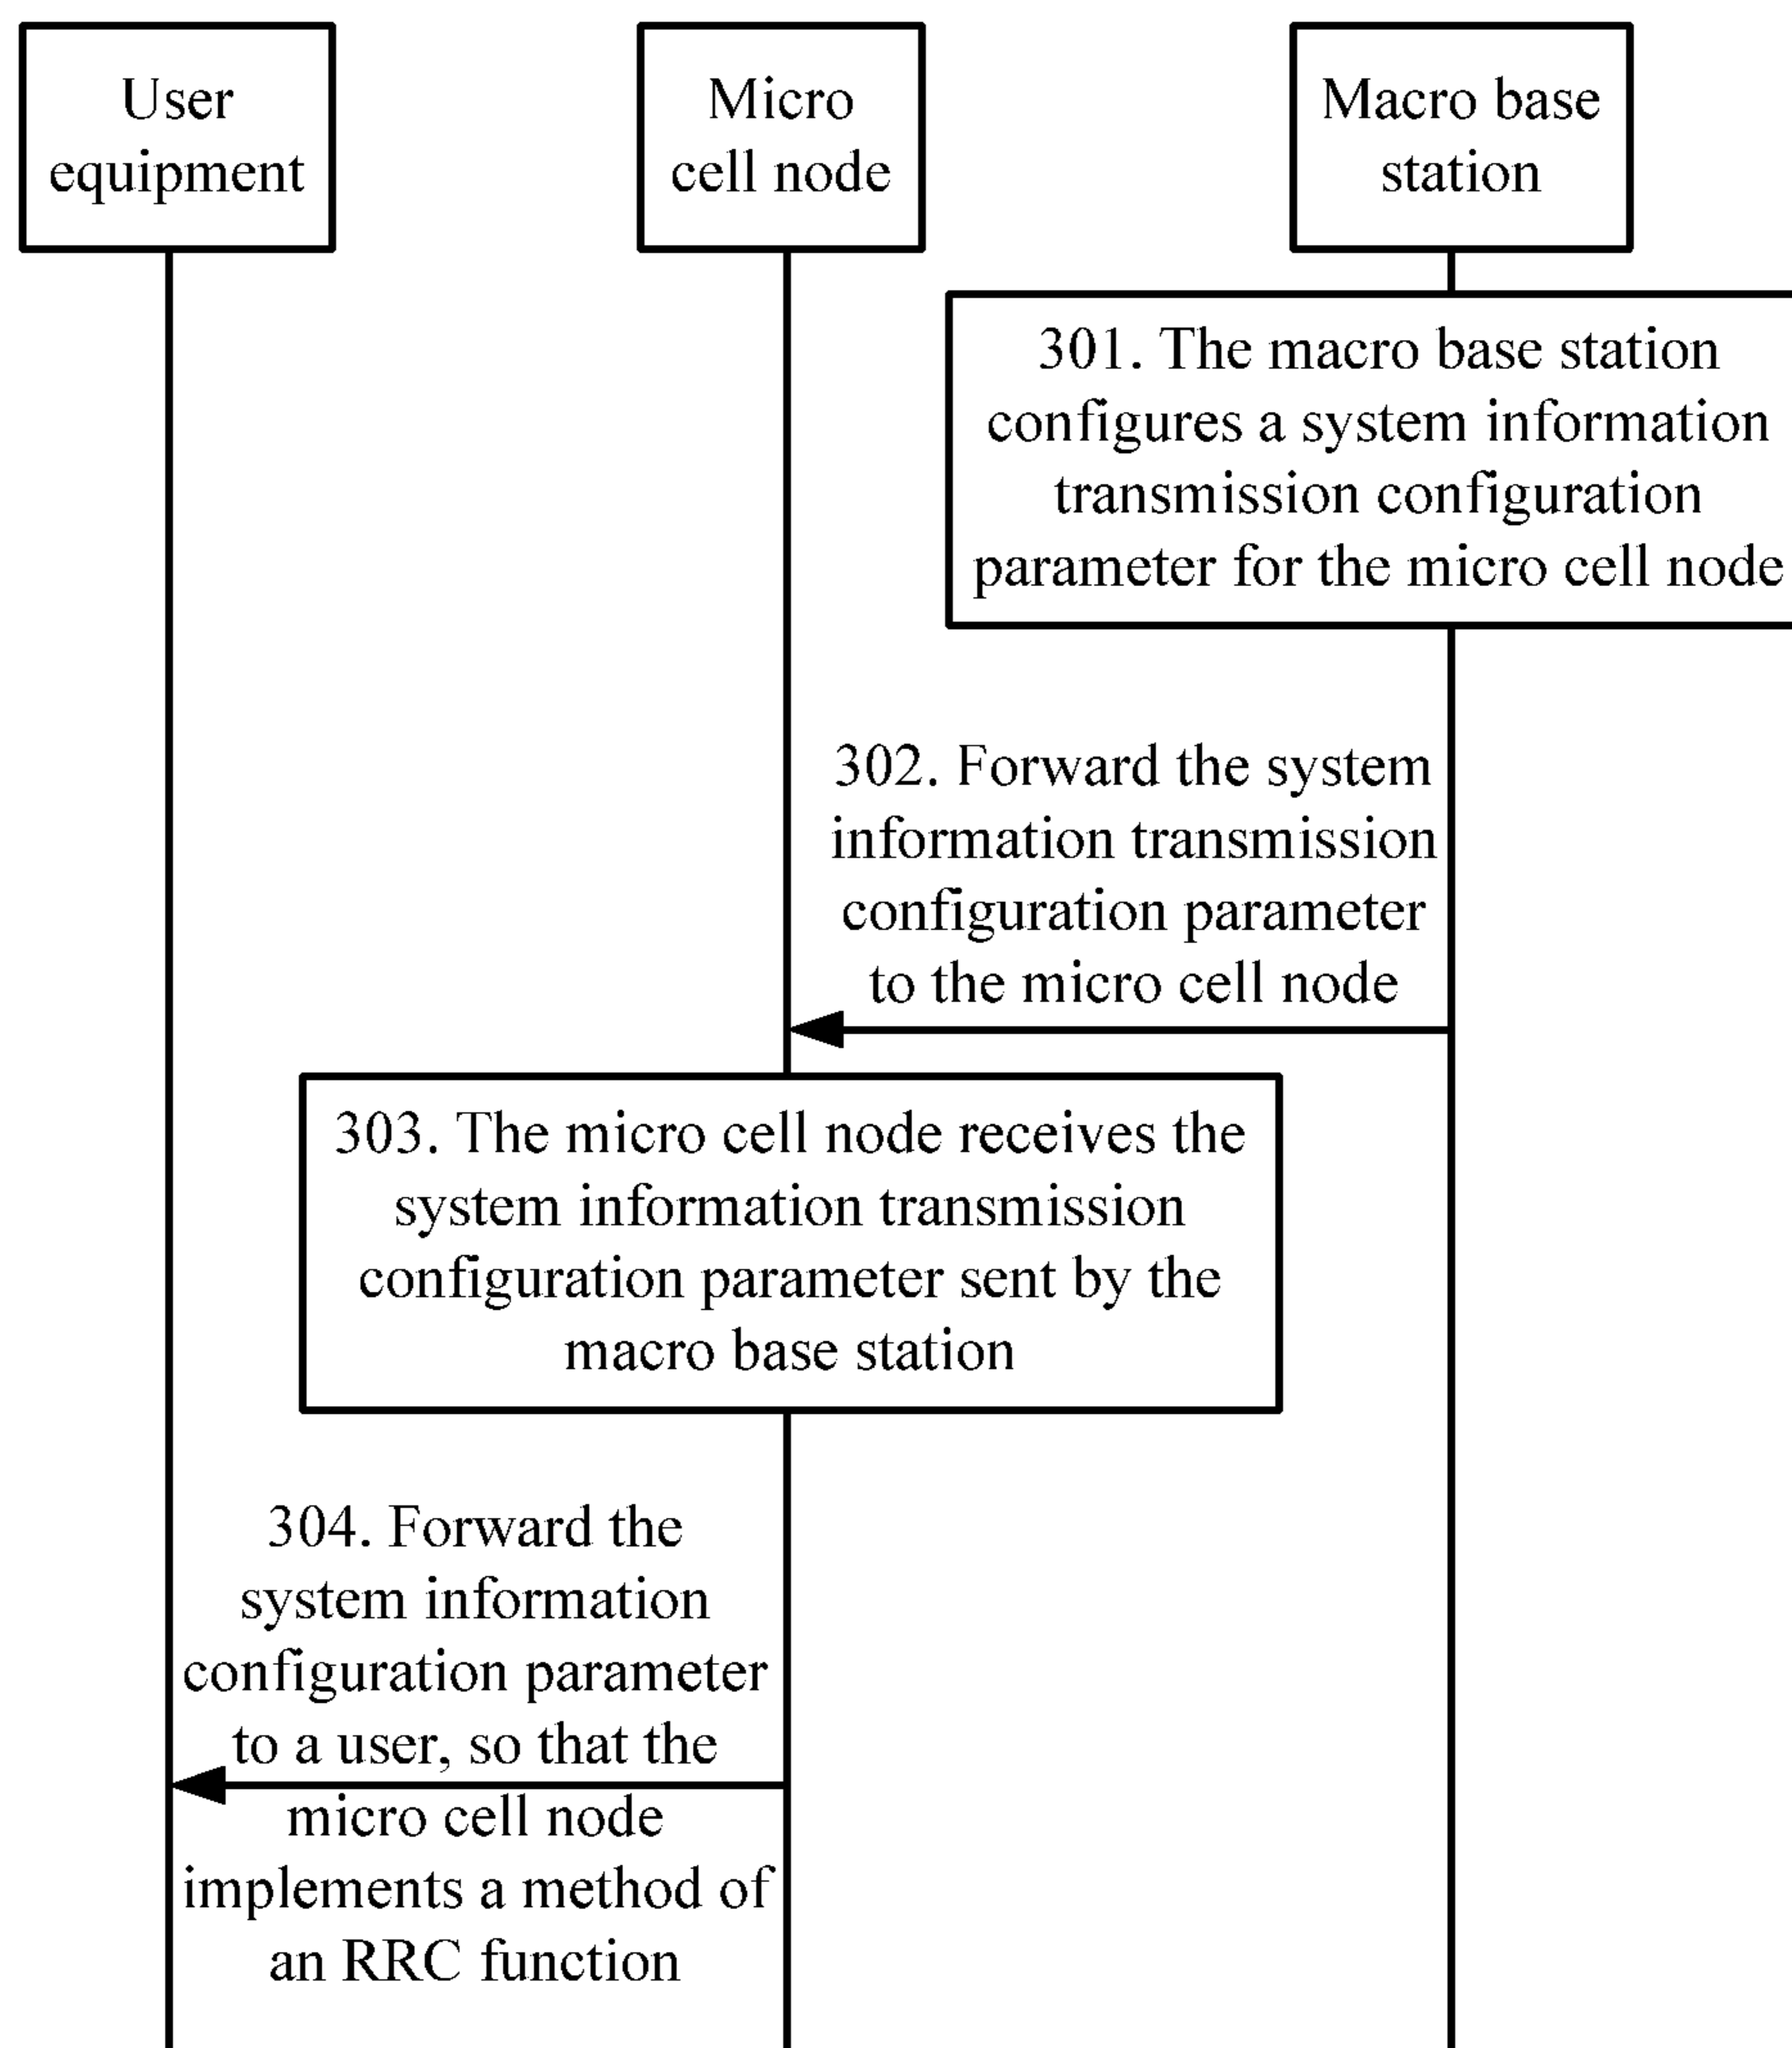 User
equipment
Micro
cell node
Macro base
station
301. The macro base station
configures a system information
transmission configuration
parameter for the micro cell node
302. Forward the system
information transmission
configuration parameter
to the micro cell node
303. The micro cell node receives the
system information transmission
configuration parameter sent by the
macro base station
304. Forward the
system information
configuration parameter
to a user, so that the
micro cell node
implements a method of
an RRC function